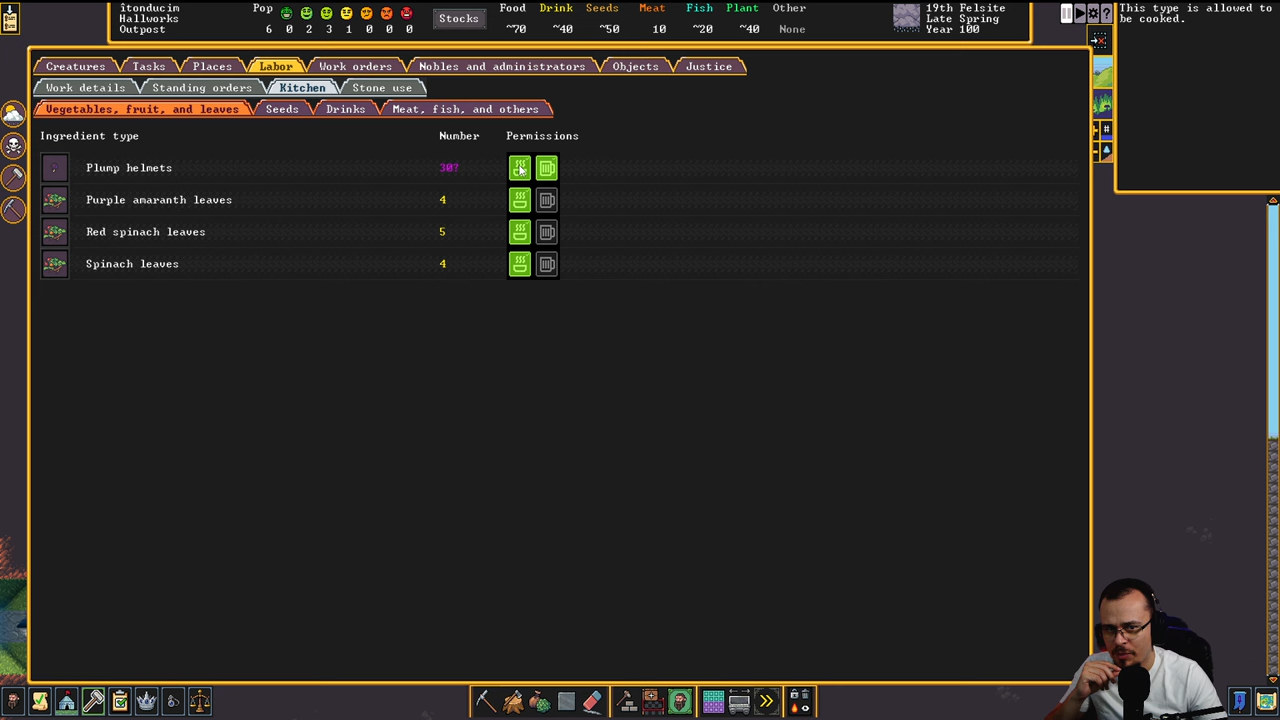 îtonducim
Hallworks
Outpost
Pop
6 0 2 3 1 0 0 0
Stocks
Food Drink Seeds Meat Fish Plant Other
~70 ~40 ~50 10 ~20 ~40 None
19th Felsite
Late Spring
Year 100
This type is allowed to
be cooked.
Creatures Tasks Places Labor Work orders Nobles and administrators Objects Justice
Work details Standing orders Kitchen Stone use
Vegetables, fruit, and leaves Seeds Drinks Meat, fish, and others
Ingredient type Number Permissions
Plump helmets 30?
Purple amaranth leaves 4
Red spinach leaves 5
Spinach leaves 4